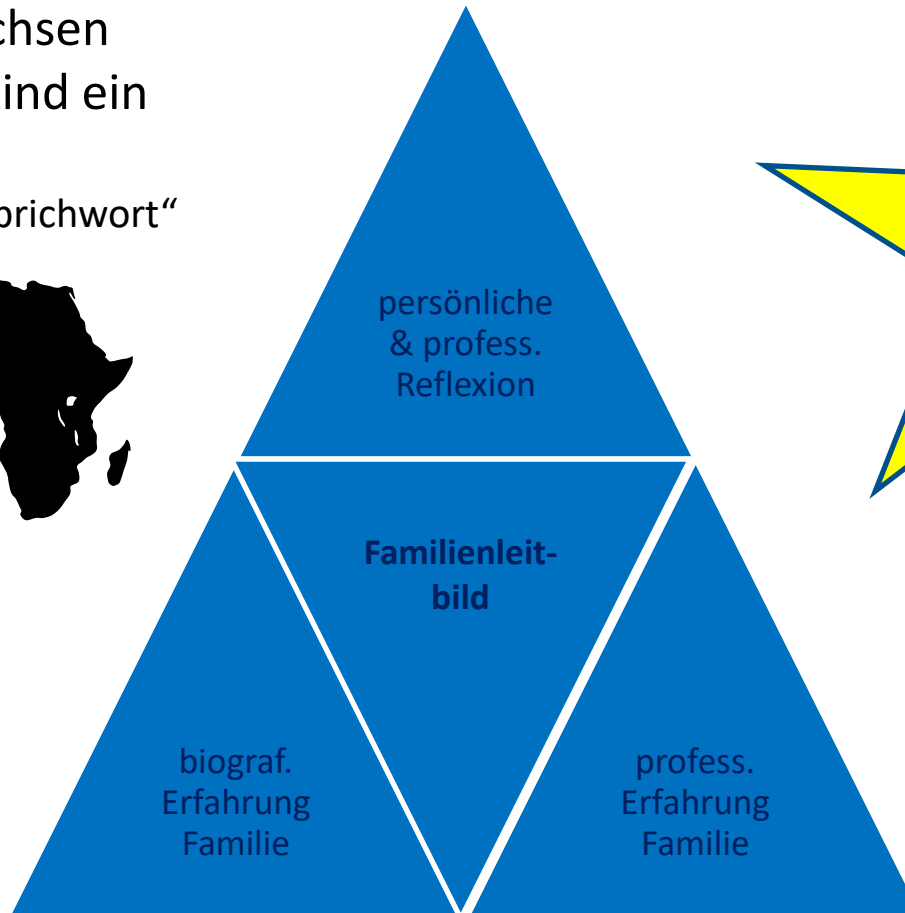 chsen
ind ein
prichwort“
persönliche
& profess.
Reflexion
Familienleit-
bild
biograf.
Erfahrung
Familie
profess.
Erfahrung
Familie